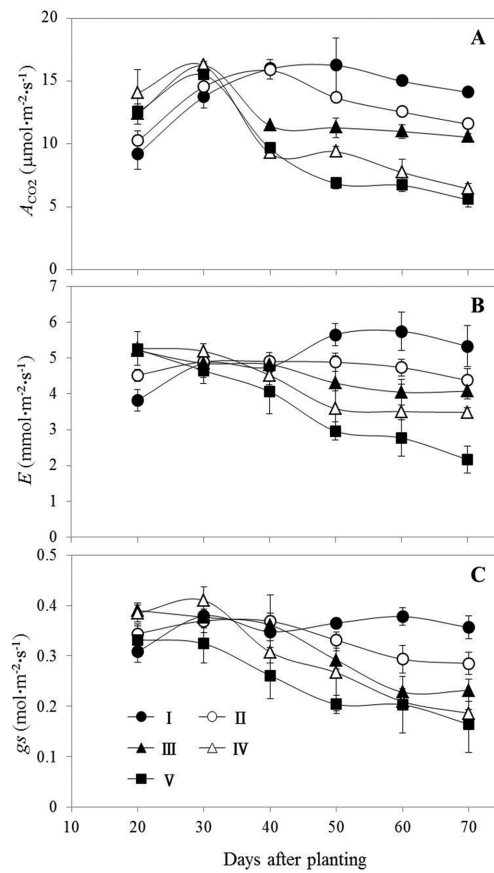 A
20
15
10
5
0
A CO2 (μmol·m-2·s-1)
B
7
6
5
4
3
2
1
0
E (mmol·m-2·s-1)
C
0.5
0.4
0.3
0.2
0.1
0
gs (mol·m-2·s-1)
I II
III IV
V
10 20 30 40 50 60 70
Days after planting